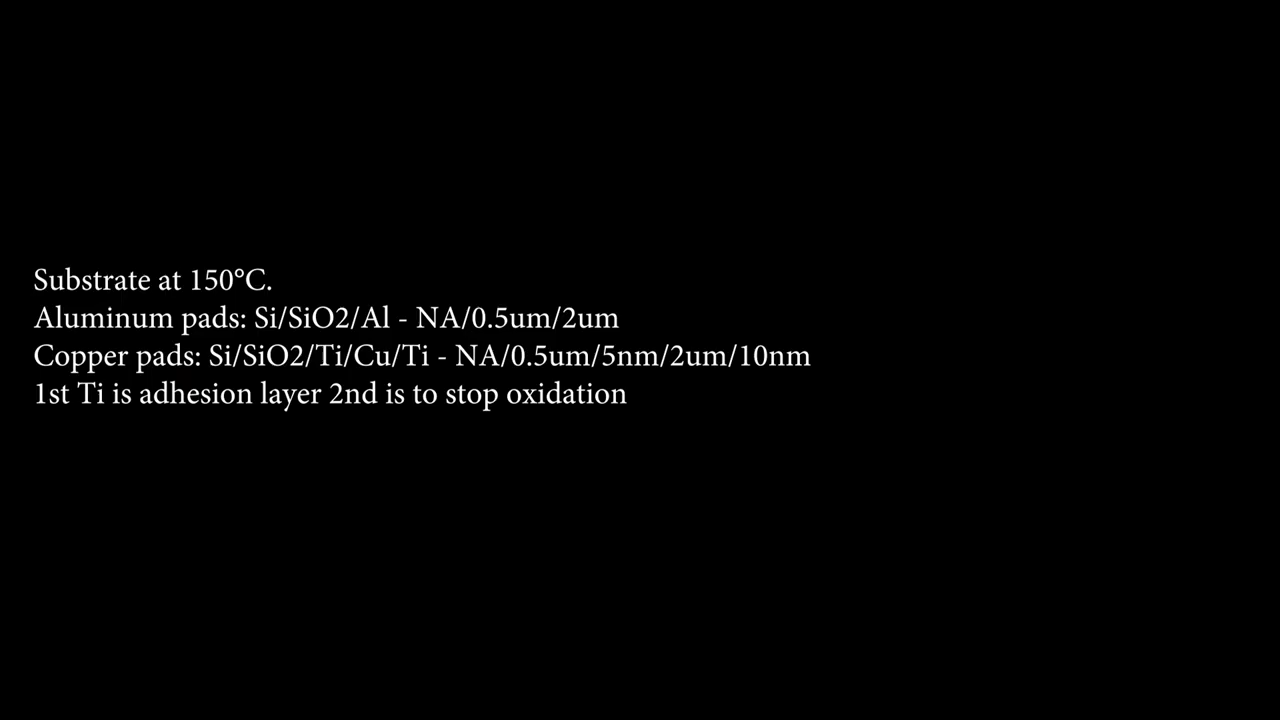 Substrate at 150°C.
Aluminum pads: Si/SiO2/Al - NA/0.5um/2um
Copper pads: Si/SiO2/Ti/Cu/Ti - NA/0.5um/5nm/2um/10nm
1st Ti is adhesion layer 2nd is to stop oxidation